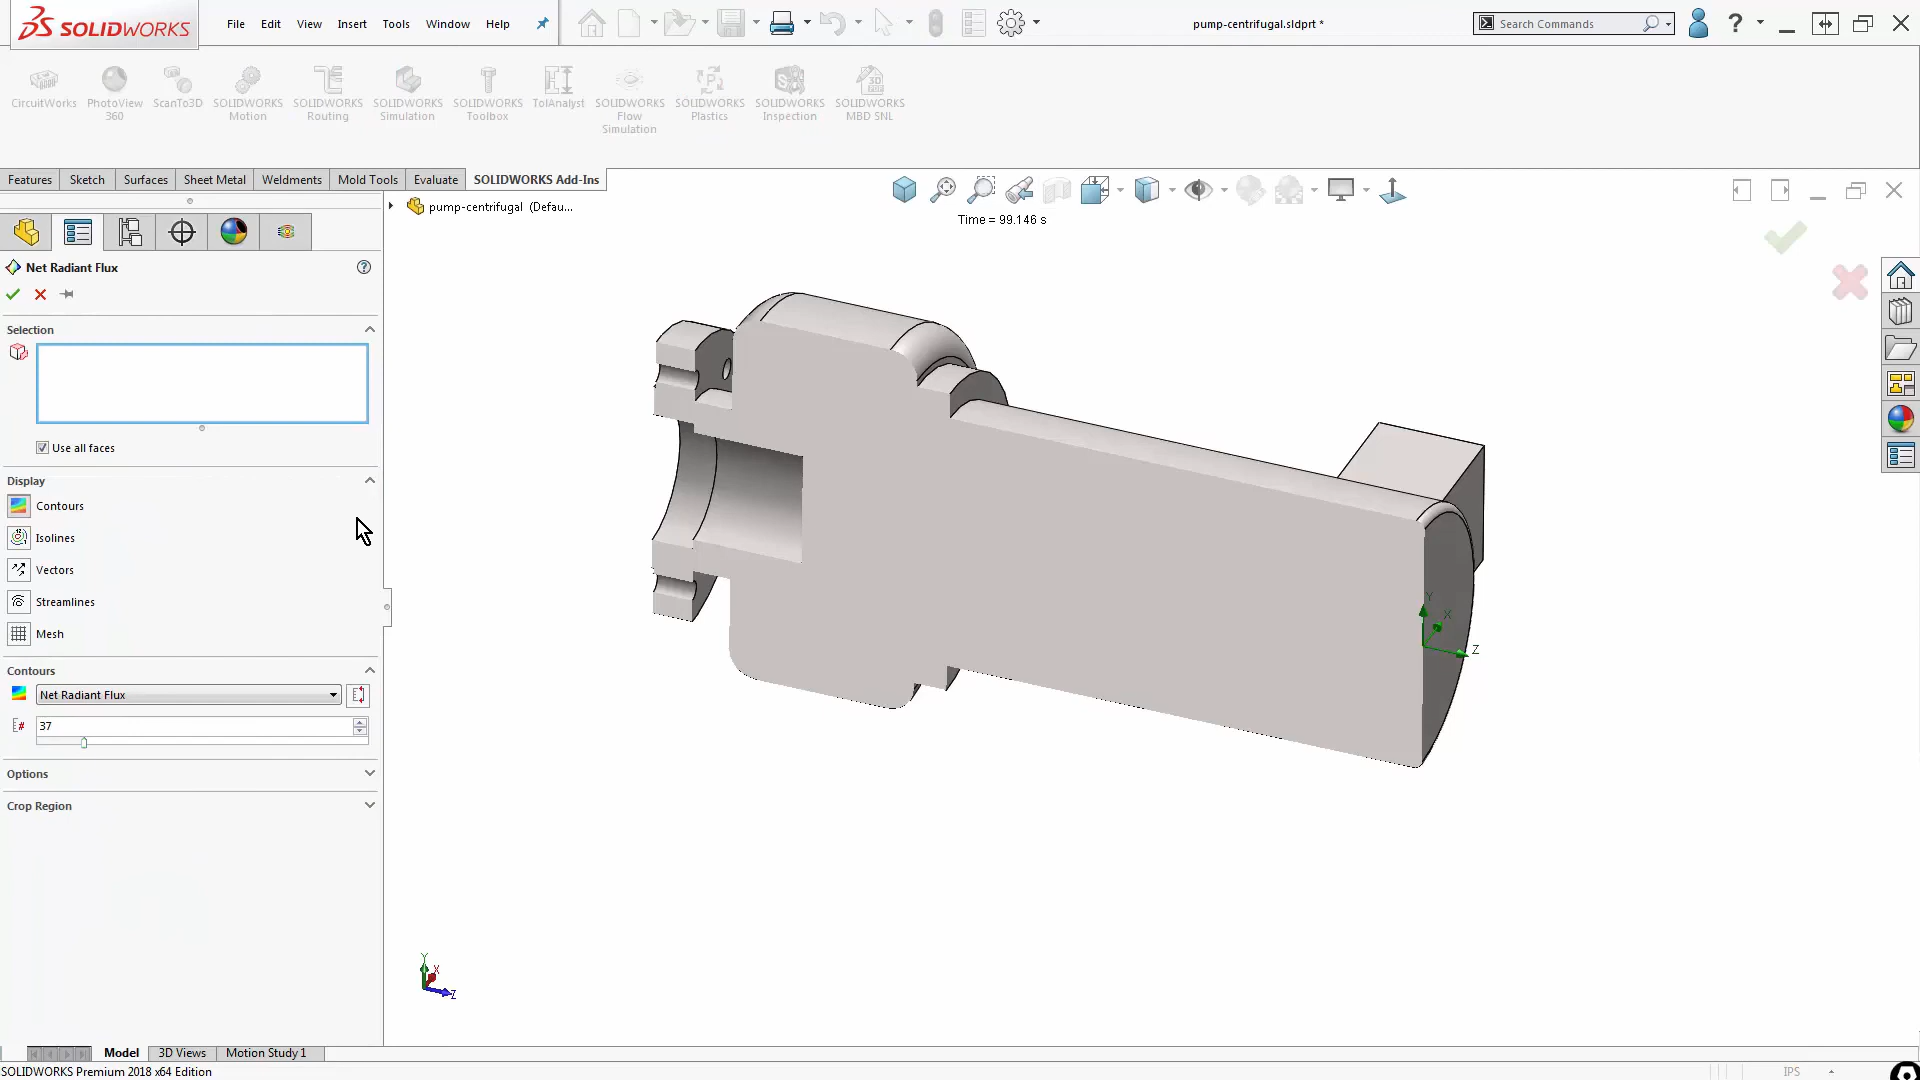 SOLIDWORKS
File Edit View Insert Tools Window Help
pump-centrifugal.sldprt *
Search Commands
?
CircuitWorks
PhotoView
360
ScanTo3D
SOLIDWORKS
Motion
SOLIDWORKS
Routing
SOLIDWORKS
Simulation
SOLIDWORKS
Toolbox
TolAnalyst
SOLIDWORKS
Flow
Simulation
SOLIDWORKS
Plastics
SOLIDWORKS
Inspection
SOLIDWORKS
MBD SNL
Features Sketch Surfaces Sheet Metal Weldments Mold Tools Evaluate SOLIDWORKS Add-Ins
pump-centrifugal (Defau...
Time = 99.146 s
Net Radiant Flux
Selection
Use all faces
Display
Contours
Isolines
Vectors
Streamlines
Mesh
Contours
Net Radiant Flux
37
Options
Crop Region
Y
X
Z
Y
X
Z
Model 3D Views Motion Study 1
SOLIDWORKS Premium 2018 x64 Edition
IPS